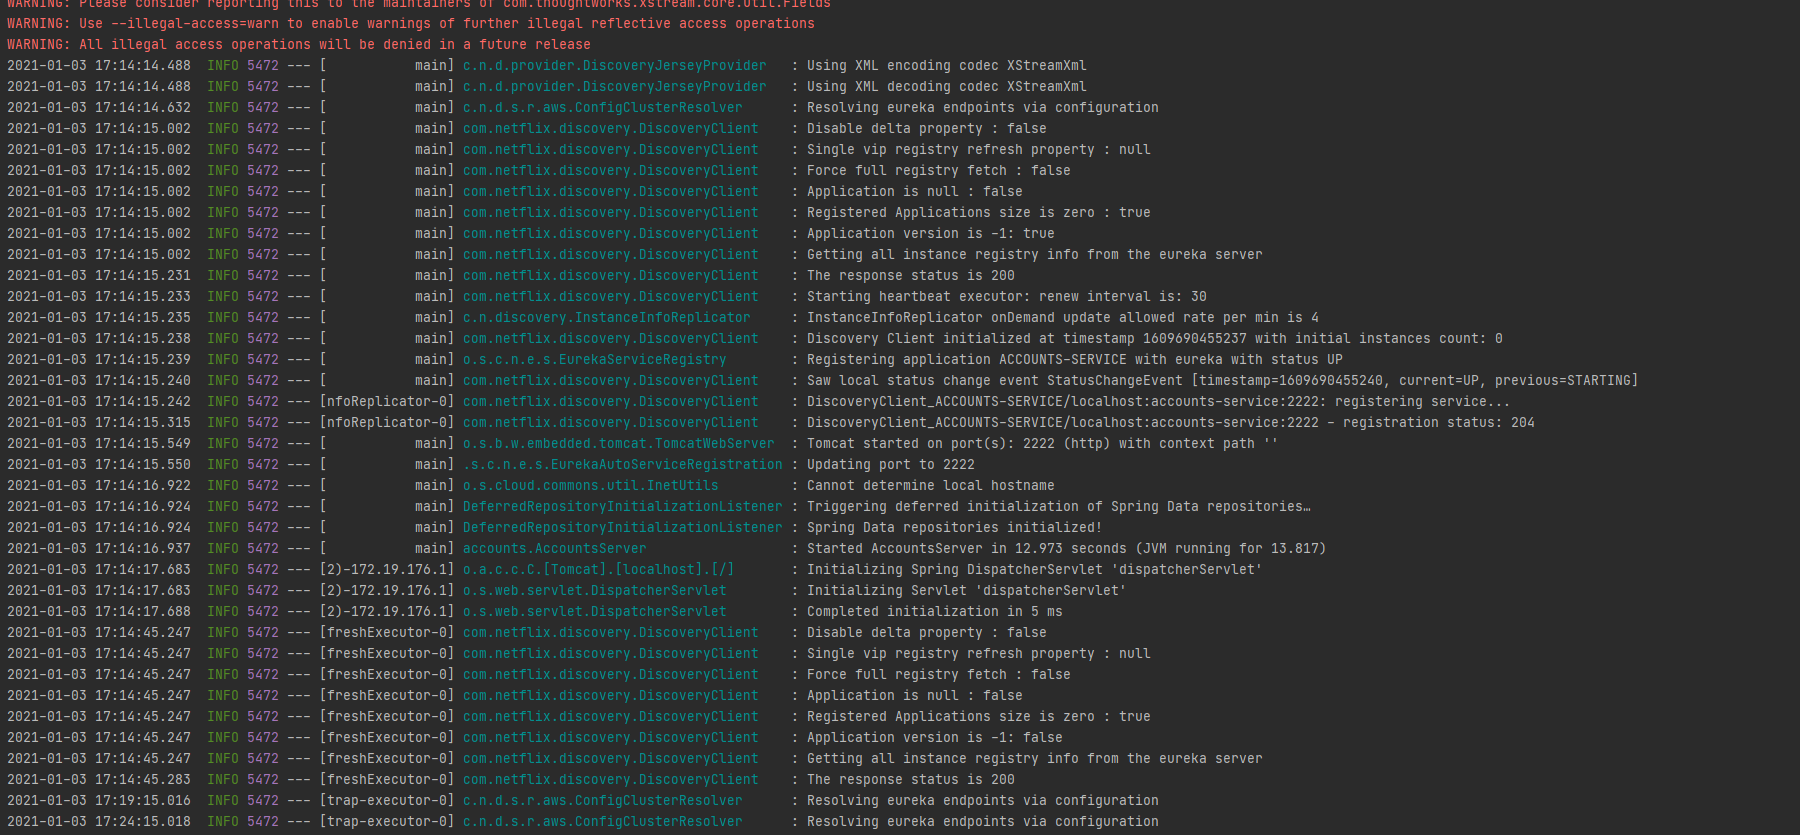 WARNING: Please consider reporting this to the maintainers of com.thoughtworks.xstream.core.util.Fields
WARNING: Use --illegal-access=warn to enable warnings of further illegal reflective access operations
WARNING: All illegal access operations will be denied in a future release
2021-01-03 17:14:14.488  INFO 5472 --- [           main] c.n.d.provider.DiscoveryJerseyProvider   : Using XML encoding codec XStreamXml
2021-01-03 17:14:14.488  INFO 5472 --- [           main] c.n.d.provider.DiscoveryJerseyProvider   : Using XML decoding codec XStreamXml
2021-01-03 17:14:14.632  INFO 5472 --- [           main] c.n.d.s.r.aws.ConfigClusterResolver      : Resolving eureka endpoints via configuration
2021-01-03 17:14:15.002  INFO 5472 --- [           main] com.netflix.discovery.DiscoveryClient    : Disable delta property : false
2021-01-03 17:14:15.002  INFO 5472 --- [           main] com.netflix.discovery.DiscoveryClient    : Single vip registry refresh property : null
2021-01-03 17:14:15.002  INFO 5472 --- [           main] com.netflix.discovery.DiscoveryClient    : Force full registry fetch : false
2021-01-03 17:14:15.002  INFO 5472 --- [           main] com.netflix.discovery.DiscoveryClient    : Application is null : false
2021-01-03 17:14:15.002  INFO 5472 --- [           main] com.netflix.discovery.DiscoveryClient    : Registered Applications size is zero : true
2021-01-03 17:14:15.002  INFO 5472 --- [           main] com.netflix.discovery.DiscoveryClient    : Application version is -1: true
2021-01-03 17:14:15.002  INFO 5472 --- [           main] com.netflix.discovery.DiscoveryClient    : Getting all instance registry info from the eureka server
2021-01-03 17:14:15.231  INFO 5472 --- [           main] com.netflix.discovery.DiscoveryClient    : The response status is 200
2021-01-03 17:14:15.233  INFO 5472 --- [           main] com.netflix.discovery.DiscoveryClient    : Starting heartbeat executor: renew interval is: 30
2021-01-03 17:14:15.235  INFO 5472 --- [           main] c.n.discovery.InstanceInfoReplicator     : InstanceInfoReplicator onDemand update allowed rate per min is 4
2021-01-03 17:14:15.238  INFO 5472 --- [           main] com.netflix.discovery.DiscoveryClient    : Discovery Client initialized at timestamp 1609690455237 with initial instances count: 0
2021-01-03 17:14:15.239  INFO 5472 --- [           main] o.s.c.n.e.s.EurekaServiceRegistry        : Registering application ACCOUNTS-SERVICE with eureka with status UP
2021-01-03 17:14:15.240  INFO 5472 --- [           main] com.netflix.discovery.DiscoveryClient    : Saw local status change event StatusChangeEvent [timestamp=1609690455240, current=UP, previous=STARTING]
2021-01-03 17:14:15.242  INFO 5472 --- [nfoReplicator-0] com.netflix.discovery.DiscoveryClient    : DiscoveryClient_ACCOUNTS-SERVICE/localhost:accounts-service:2222: registering service...
2021-01-03 17:14:15.315  INFO 5472 --- [nfoReplicator-0] com.netflix.discovery.DiscoveryClient    : DiscoveryClient_ACCOUNTS-SERVICE/localhost:accounts-service:2222 - registration status: 204
2021-01-03 17:14:15.549  INFO 5472 --- [           main] o.s.b.w.embedded.tomcat.TomcatWebServer  : Tomcat started on port(s): 2222 (http) with context path ''
2021-01-03 17:14:15.550  INFO 5472 --- [           main] .s.c.n.e.s.EurekaAutoServiceRegistration : Updating port to 2222
2021-01-03 17:14:16.922  INFO 5472 --- [           main] o.s.cloud.commons.util.InetUtils         : Cannot determine local hostname
2021-01-03 17:14:16.924  INFO 5472 --- [           main] DeferredRepositoryInitializationListener : Triggering deferred initialization of Spring Data repositories…
2021-01-03 17:14:16.924  INFO 5472 --- [           main] DeferredRepositoryInitializationListener : Spring Data repositories initialized!
2021-01-03 17:14:16.937  INFO 5472 --- [           main] accounts.AccountsServer                  : Started AccountsServer in 12.973 seconds (JVM running for 13.817)
2021-01-03 17:14:17.683  INFO 5472 --- [2)-172.19.176.1] o.a.c.c.C.[Tomcat].[localhost].[/]       : Initializing Spring DispatcherServlet 'dispatcherServlet'
2021-01-03 17:14:17.683  INFO 5472 --- [2)-172.19.176.1] o.s.web.servlet.DispatcherServlet        : Initializing Servlet 'dispatcherServlet'
2021-01-03 17:14:17.688  INFO 5472 --- [2)-172.19.176.1] o.s.web.servlet.DispatcherServlet        : Completed initialization in 5 ms
2021-01-03 17:14:45.247  INFO 5472 --- [freshExecutor-0] com.netflix.discovery.DiscoveryClient    : Disable delta property : false
2021-01-03 17:14:45.247  INFO 5472 --- [freshExecutor-0] com.netflix.discovery.DiscoveryClient    : Single vip registry refresh property : null
2021-01-03 17:14:45.247  INFO 5472 --- [freshExecutor-0] com.netflix.discovery.DiscoveryClient    : Force full registry fetch : false
2021-01-03 17:14:45.247  INFO 5472 --- [freshExecutor-0] com.netflix.discovery.DiscoveryClient    : Application is null : false
2021-01-03 17:14:45.247  INFO 5472 --- [freshExecutor-0] com.netflix.discovery.DiscoveryClient    : Registered Applications size is zero : true
2021-01-03 17:14:45.247  INFO 5472 --- [freshExecutor-0] com.netflix.discovery.DiscoveryClient    : Application version is -1: false
2021-01-03 17:14:45.247  INFO 5472 --- [freshExecutor-0] com.netflix.discovery.DiscoveryClient    : Getting all instance registry info from the eureka server
2021-01-03 17:14:45.283  INFO 5472 --- [freshExecutor-0] com.netflix.discovery.DiscoveryClient    : The response status is 200
2021-01-03 17:19:15.016  INFO 5472 --- [trap-executor-0] c.n.d.s.r.aws.ConfigClusterResolver      : Resolving eureka endpoints via configuration
2021-01-03 17:24:15.018  INFO 5472 --- [trap-executor-0] c.n.d.s.r.aws.ConfigClusterResolver      : Resolving eureka endpoints via configuration